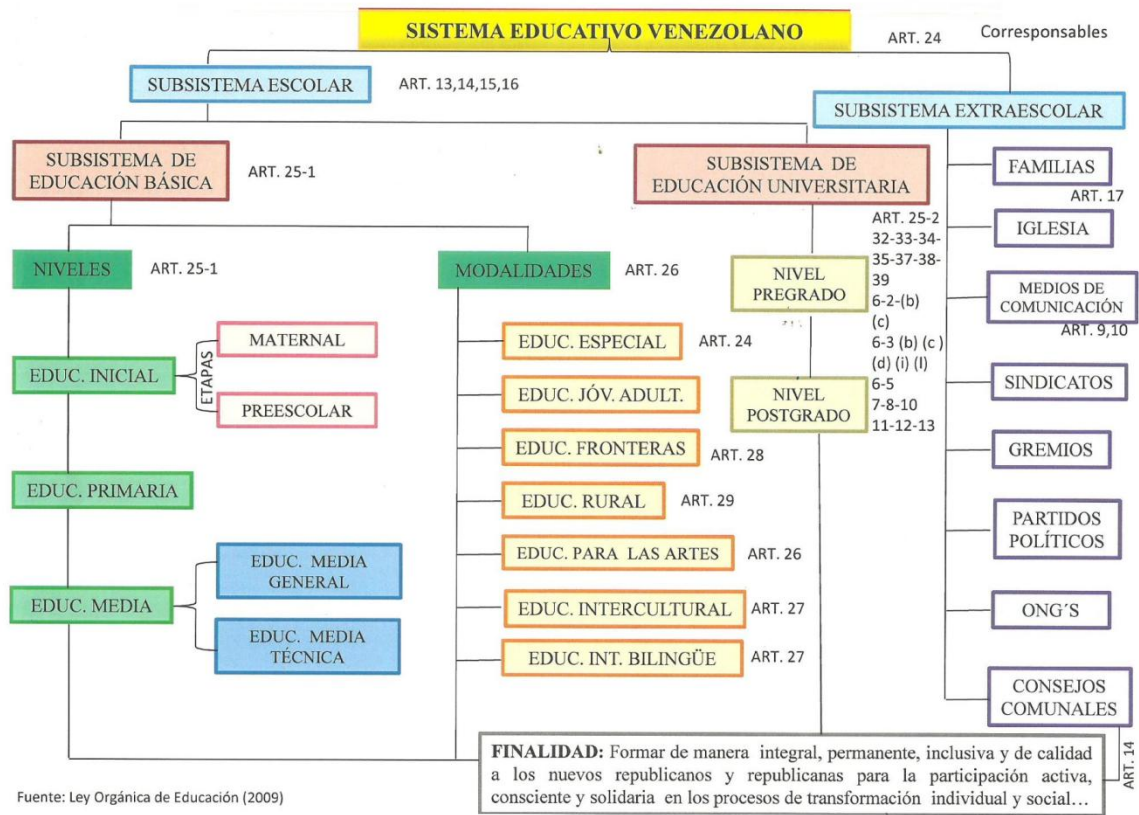 SISTEMA EDUCATIVO VENEZOLANO
ART. 24
Corresponsables
SUBSISTEMA ESCOLAR
ART. 13,14,15,16
SUBSISTEMA EXTRAESCOLAR
SUBSISTEMA DE
EDUCACIÓN BÁSICA
ART. 25-1
SUBSISTEMA DE
EDUCACIÓN UNIVERSITARIA
NIVELES
ART. 25-1
MODALIDADES
ART. 26
EDUC. INICIAL
ETAPAS
MATERNAL
PREESCOLAR
EDUC. PRIMARIA
EDUC. MEDIA
EDUC. MEDIA
GENERAL
EDUC. MEDIA
TÉCNICA
EDUC. ESPECIAL
ART. 24
EDUC. JÓV. ADULT.
EDUC. FRONTERAS
ART. 28
EDUC. RURAL
ART. 29
EDUC. PARA LAS ARTES
ART. 26
EDUC. INTERCULTURAL
ART. 27
EDUC. INT. BILINGÜE
ART. 27
NIVEL
PREGRADO
NIVEL
POSTGRADO
ART. 25-2
32-33-34-
35-37-38-
39
6-2-(b)
(c)
6-3 (b) (c )
(d) (i) (l)
6-5
7-8-10
11-12-13
FAMILIAS
ART. 17
IGLESIA
MEDIOS DE
COMUNICACIÓN
ART. 9,10
SINDICATOS
GREMIOS
PARTIDOS
POLÍTICOS
ONG´S
CONSEJOS
COMUNALES
ART. 14
FINALIDAD: Formar de manera integral, permanente, inclusiva y de calidad
a los nuevos republicanos y republicanas para la participación activa,
consciente y solidaria en los procesos de transformación individual y social…
Fuente: Ley Orgánica de Educación (2009)